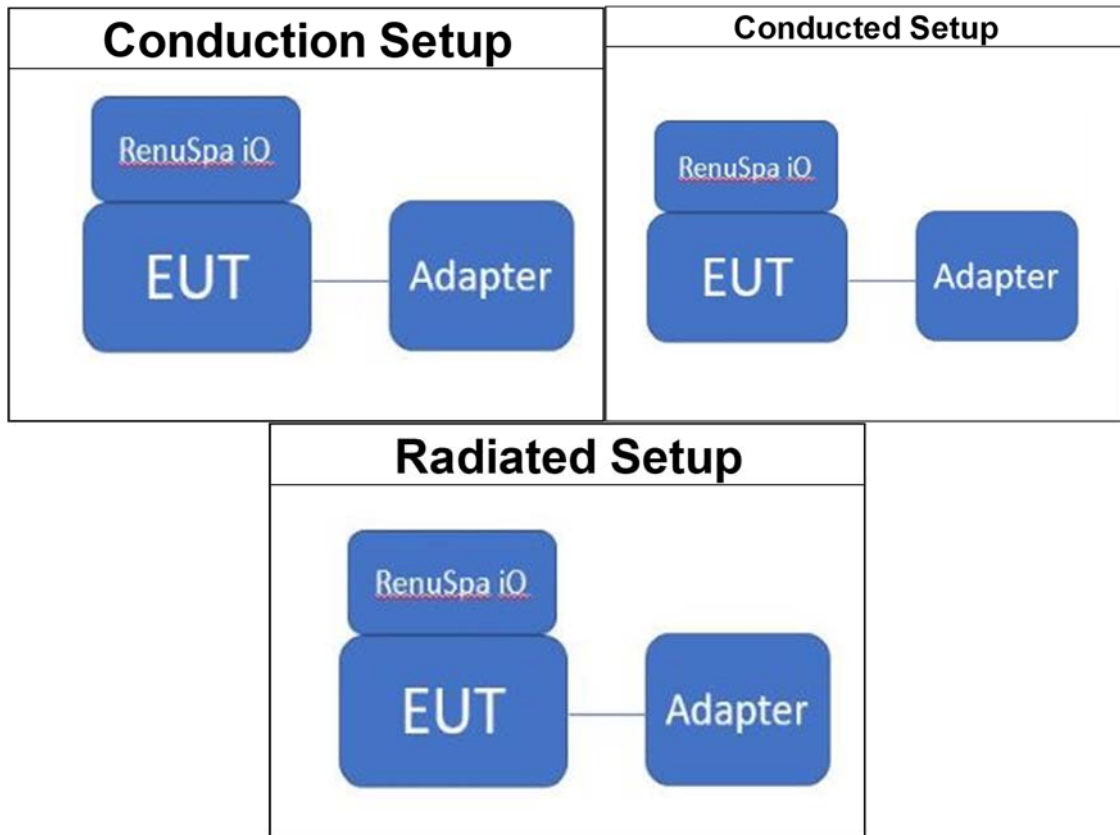 Conduction Setup
RenuSpa iO
EUT
Adapter
Conducted Setup
RenuSpa iO
EUT
Adapter
Radiated Setup
RenuSpa iO
EUT
Adapter